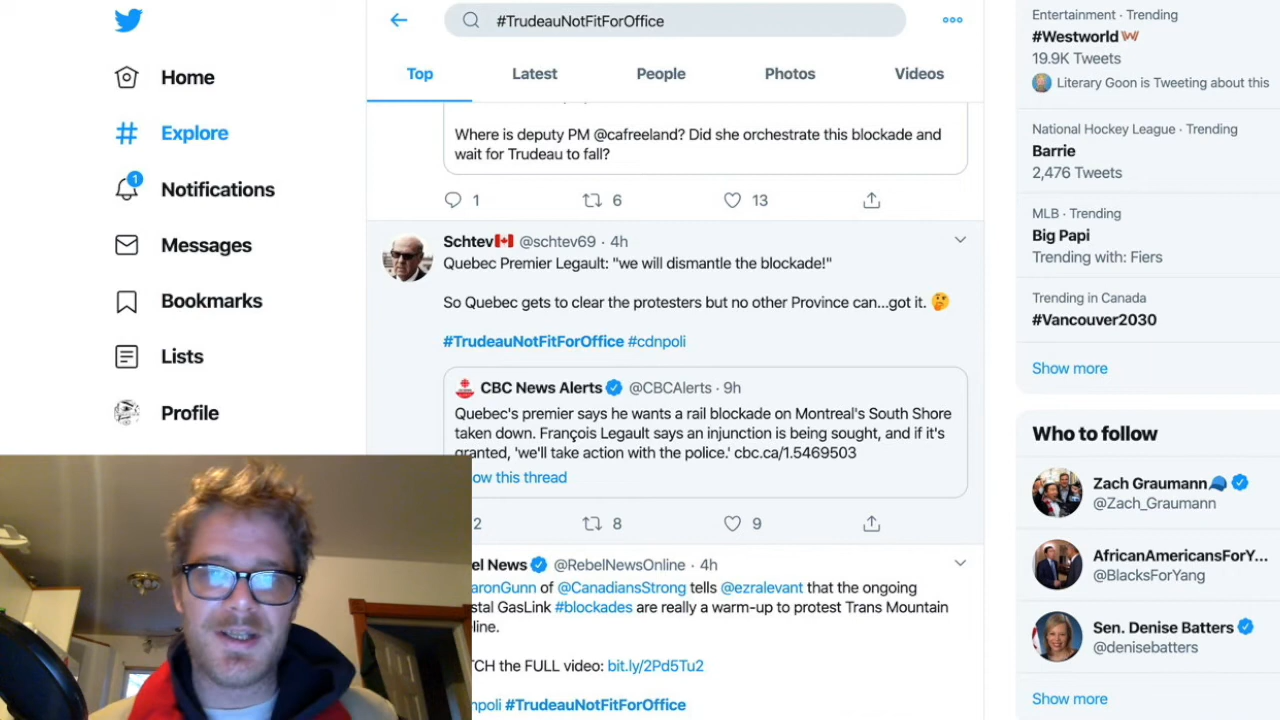 Home
Explore
1
Notifications
Messages
Bookmarks
Lists
Profile
#TrudeauNotFitForOffice
Top Latest People Photos Videos
Where is deputy PM @cafreeland? Did she orchestrate this blockade and
wait for Trudeau to fall?
1 6 13
Schtev @schtev69 · 4h
Quebec Premier Legault: "we will dismantle the blockade!"
So Quebec gets to clear the protesters but no other Province can...got it.
#TrudeauNotFitForOffice #cdnpoli
CBC News Alerts @CBCAlerts · 9h
Quebec's premier says he wants a rail blockade on Montreal's South Shore
taken down. François Legault says an injunction is being sought, and if it's
granted, 'we'll take action with the police.' cbc.ca/1.5469503
ow this thread
2 8 9
el News @RebelNewsOnline · 4h
aronGunn of @CanadiansStrong tells @ezralevant that the ongoing
stal GasLink #blockades are really a warm-up to protest Trans Mountain
eline.
TCH the FULL video: bit.ly/2Pd5Tu2
npoli #TrudeauNotFitForOffice
Entertainment · Trending
#Westworld
19.9K Tweets
Literary Goon is Tweeting about this
National Hockey League · Trending
Barrie
2,476 Tweets
MLB · Trending
Big Papi
Trending with: Fiers
Trending in Canada
#Vancouver2030
Show more
Who to follow
Zach Graumann
@Zach_Graumann
AfricanAmericansForY...
@BlacksForYang
Sen. Denise Batters
@denisebatters
Show more